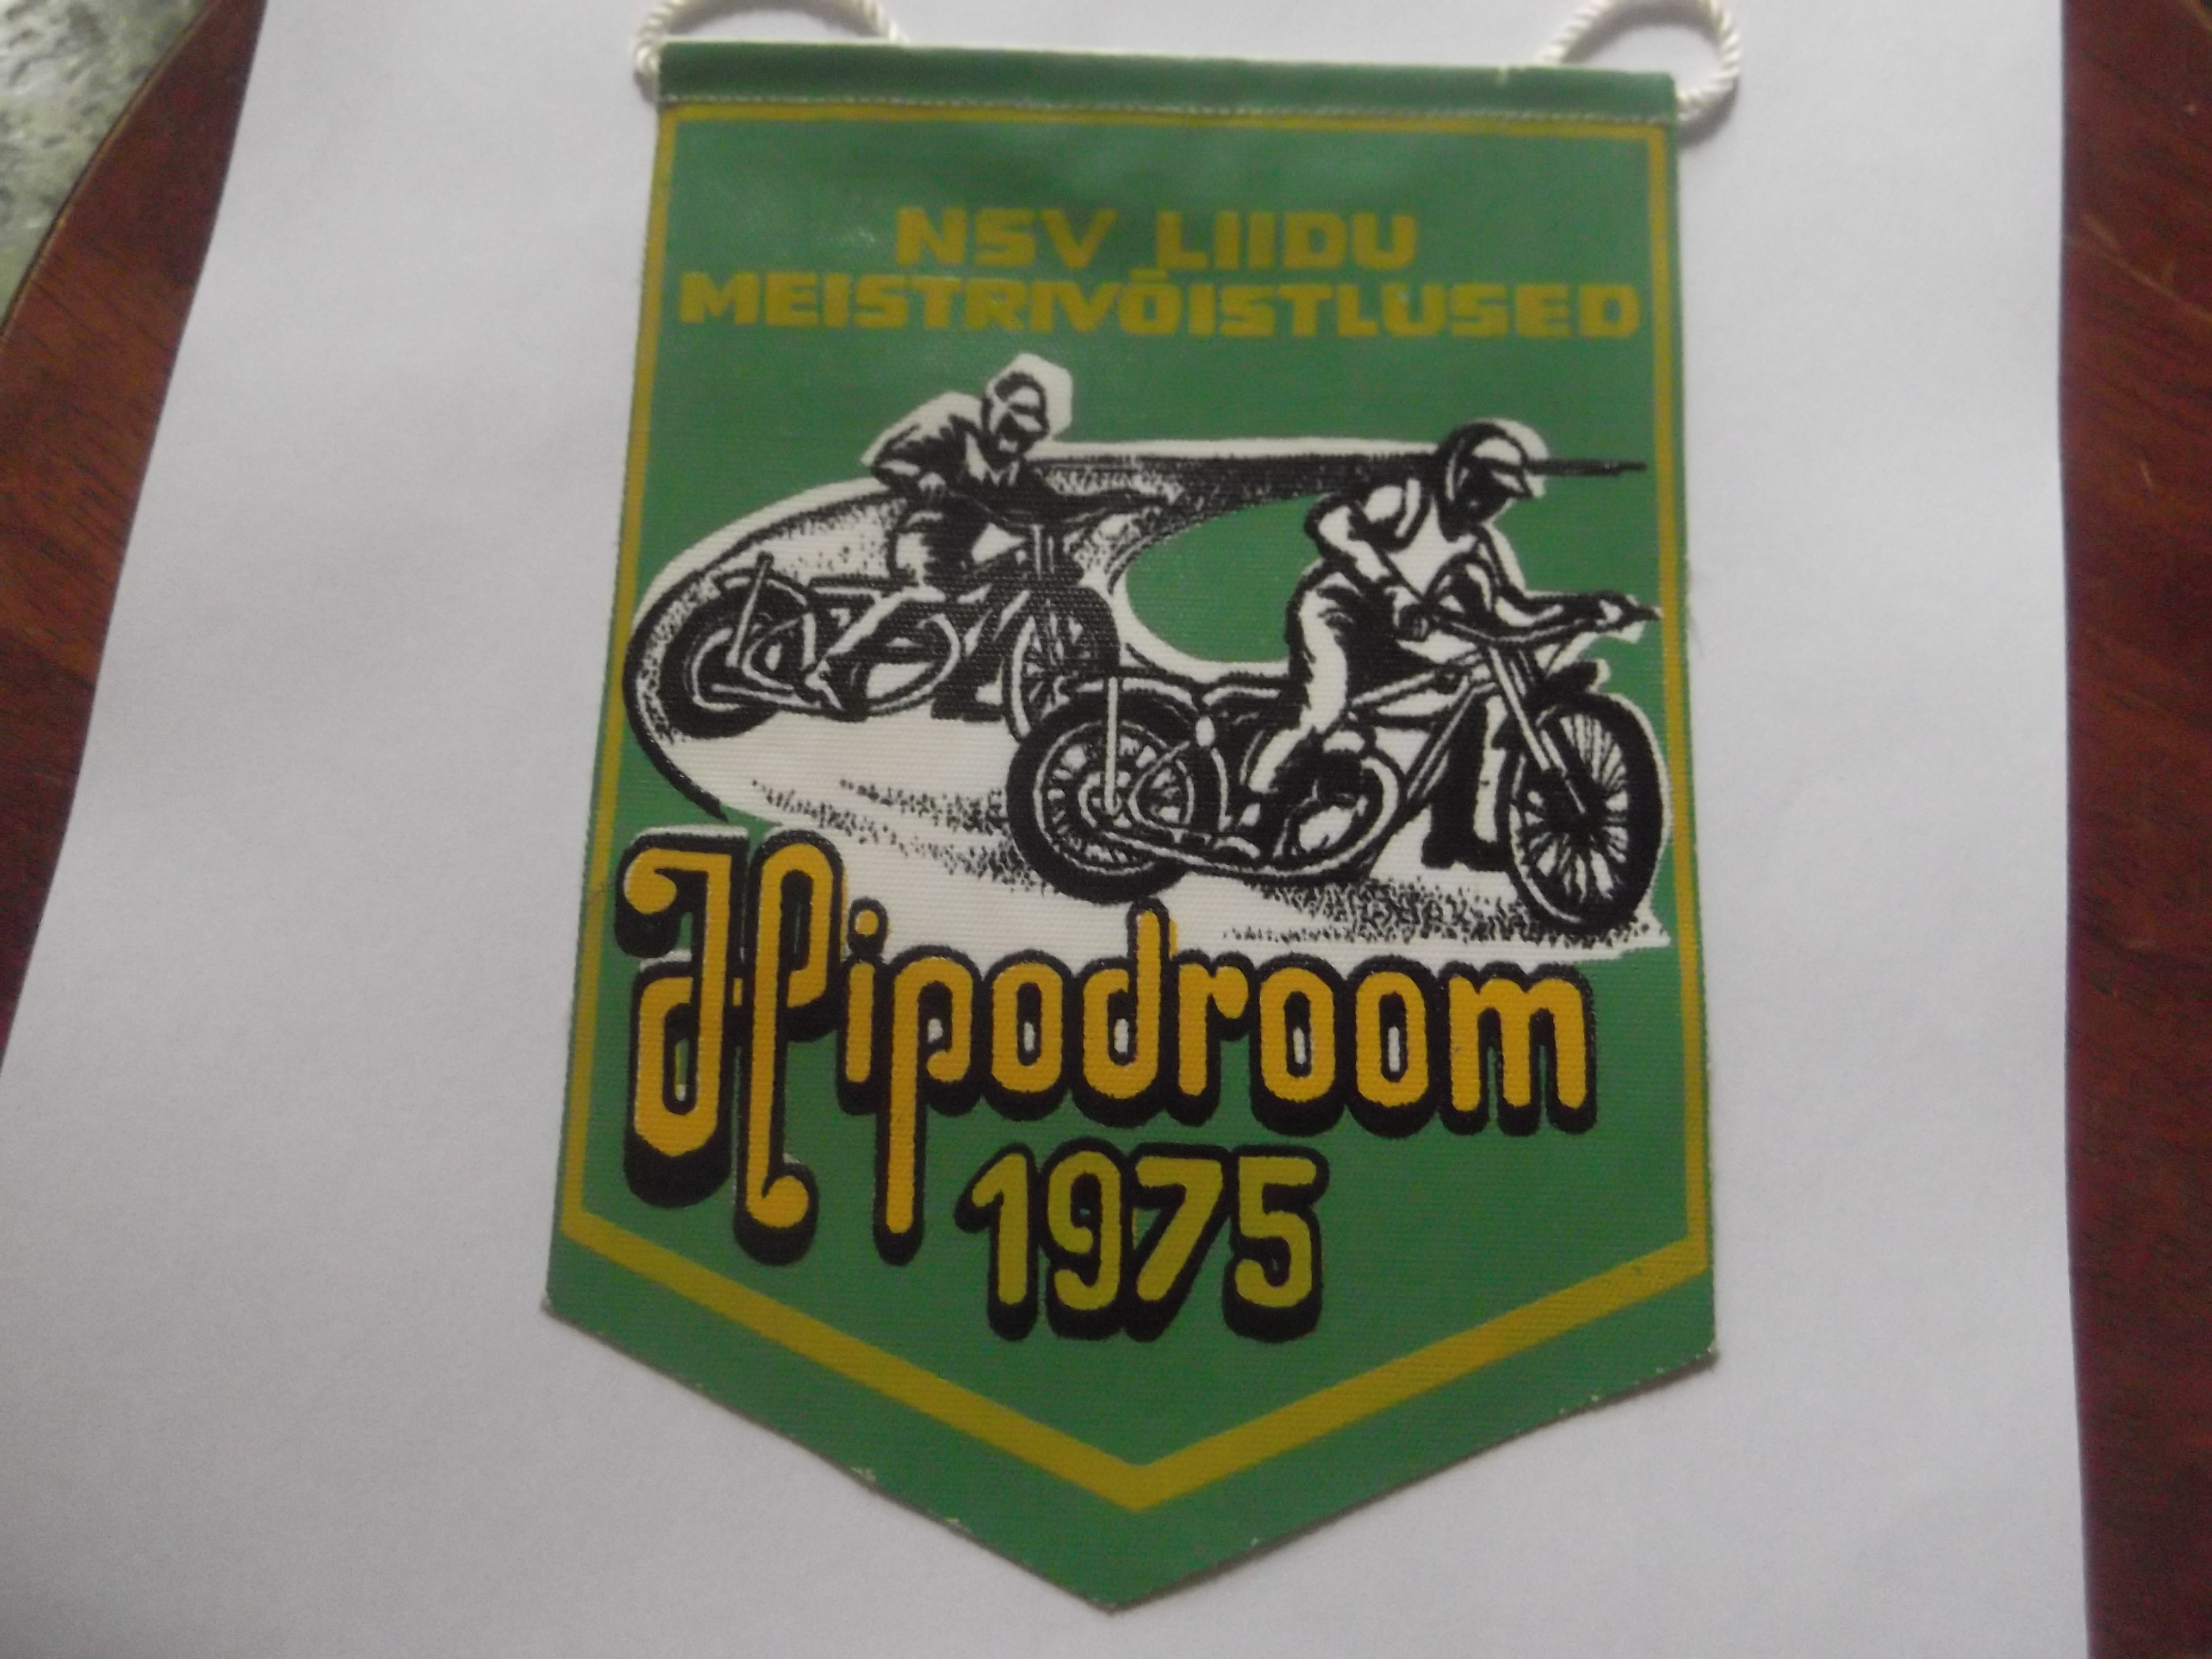 NSV LIIDU
MEISTRIVÕISTLUSED
Hipodroom
1975